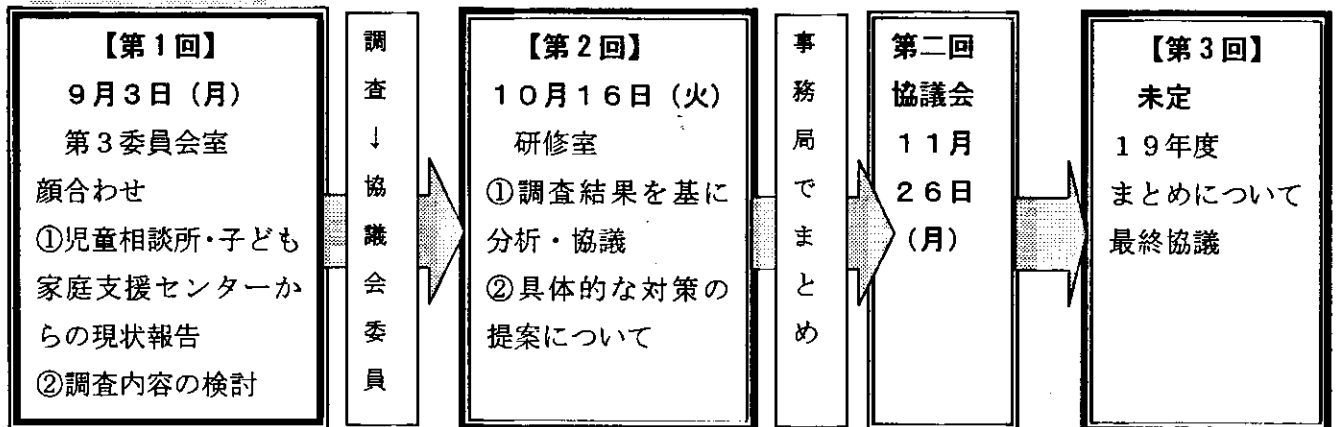 【第1回】
9月3日（月）
第3委員会室
顔合わせ
①児童相談所・子ども
家庭支援センターか
らの現状報告
②調査内容の検討
調査→協議会委員
【第2回】
10月16日（火）
研修室
①調査結果を基に
分析・協議
②具体的な対策の
提案について
事務局でまとめ
第二回
協議会
11月
26日
（月）
【第3回】
未定
19年度
まとめについて
最終協議